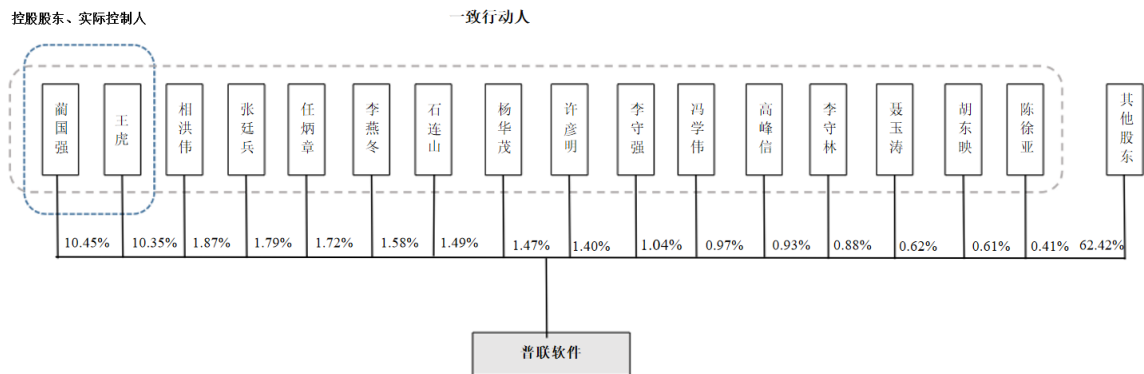 控股股东、实际控制人
一致行动人
蔺国强
王虎
相洪伟
张廷兵
任炳章
李燕冬
石连山
杨华茂
许彦明
李守强
冯学伟
高峰信
李守林
聂玉涛
胡东映
陈徐亚
其他股东
10.45%
10.35%
1.87%
1.79%
1.72%
1.58%
1.49%
1.47%
1.40%
1.04%
0.97%
0.93%
0.88%
0.62%
0.61%
0.41%
62.42%
普联软件